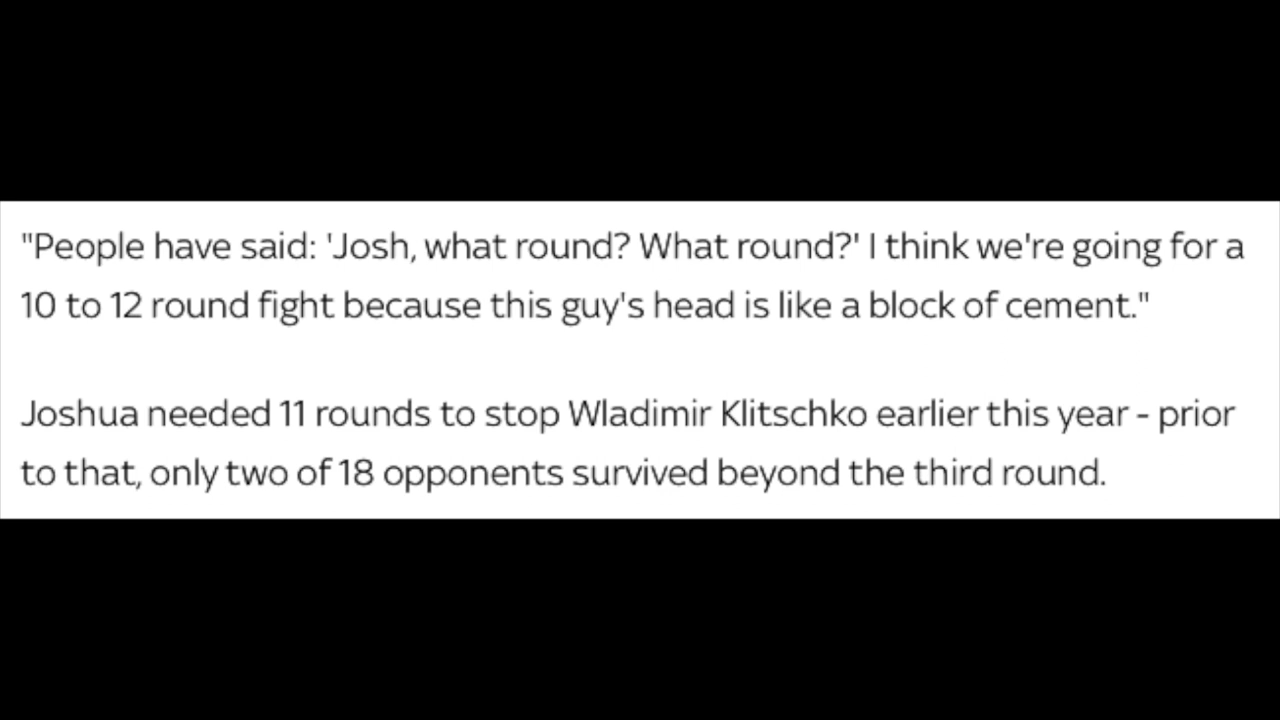 "People have said: 'Josh, what round? What round?' I think we're going for a
10 to 12 round fight because this guy's head is like a block of cement."
Joshua needed 11 rounds to stop Wladimir Klitschko earlier this year - prior
to that, only two of 18 opponents survived beyond the third round.